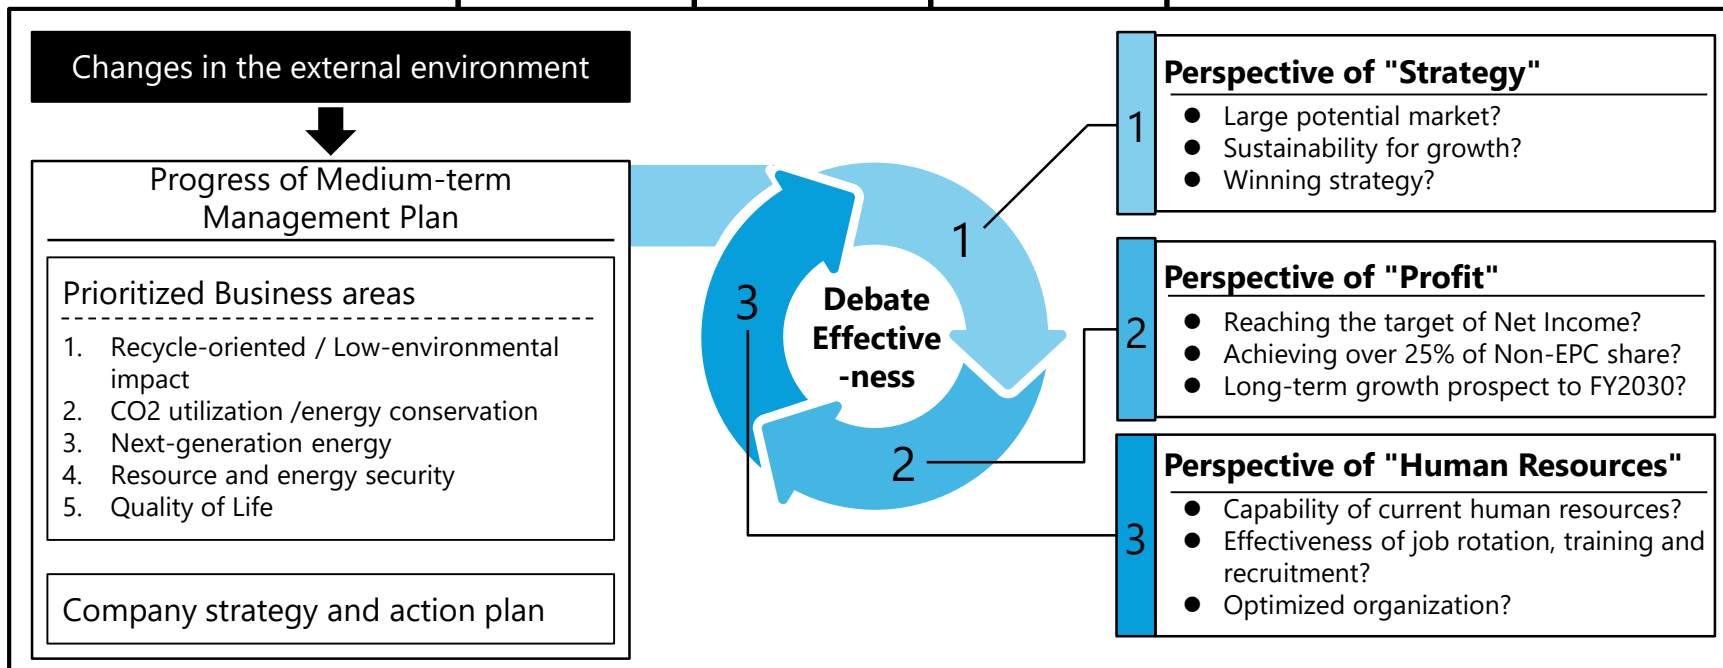 Changes in the external environment
Progress of Medium-term
Management Plan
Prioritized Business areas
1. Recycle-oriented / Low-environmental
impact
2. CO2 utilization /energy conservation
3. Next-generation energy
4. Resource and energy security
5. Quality of Life
Company strategy and action plan
1
2
3
Debate
Effective
-ness
1
Perspective of "Strategy"
● Large potential market?
● Sustainability for growth?
● Winning strategy?
2
Perspective of "Profit"
● Reaching the target of Net Income?
● Achieving over 25% of Non-EPC share?
● Long-term growth prospect to FY2030?
3
Perspective of "Human Resources"
● Capability of current human resources?
● Effectiveness of job rotation, training and
recruitment?
● Optimized organization?